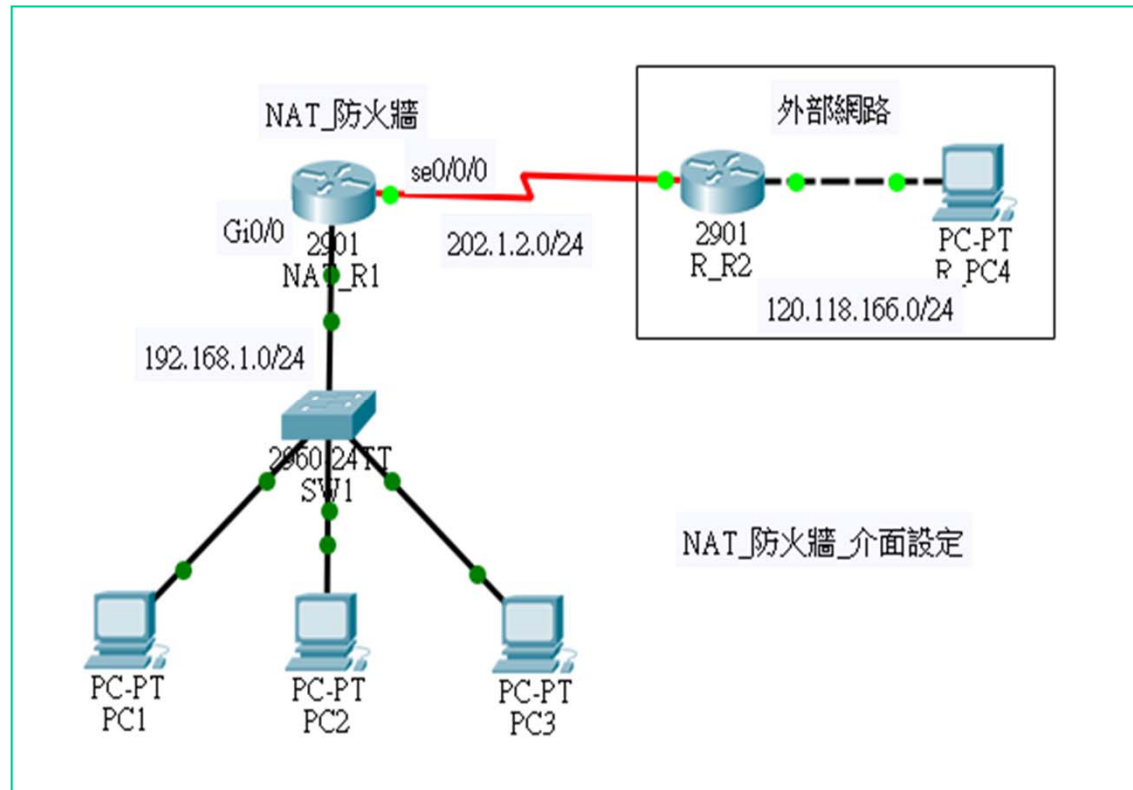 NAT_防火牆
外部網路
se0/0/0
Gi0/0
2901
NAT_R1
202.1.2.0/24
2901
R_R2
PC-PT
R_PC4
120.118.166.0/24
192.168.1.0/24
2960-24TT
SW1
NAT_防火牆_介面設定
PC-PT
PC1
PC-PT
PC2
PC-PT
PC3